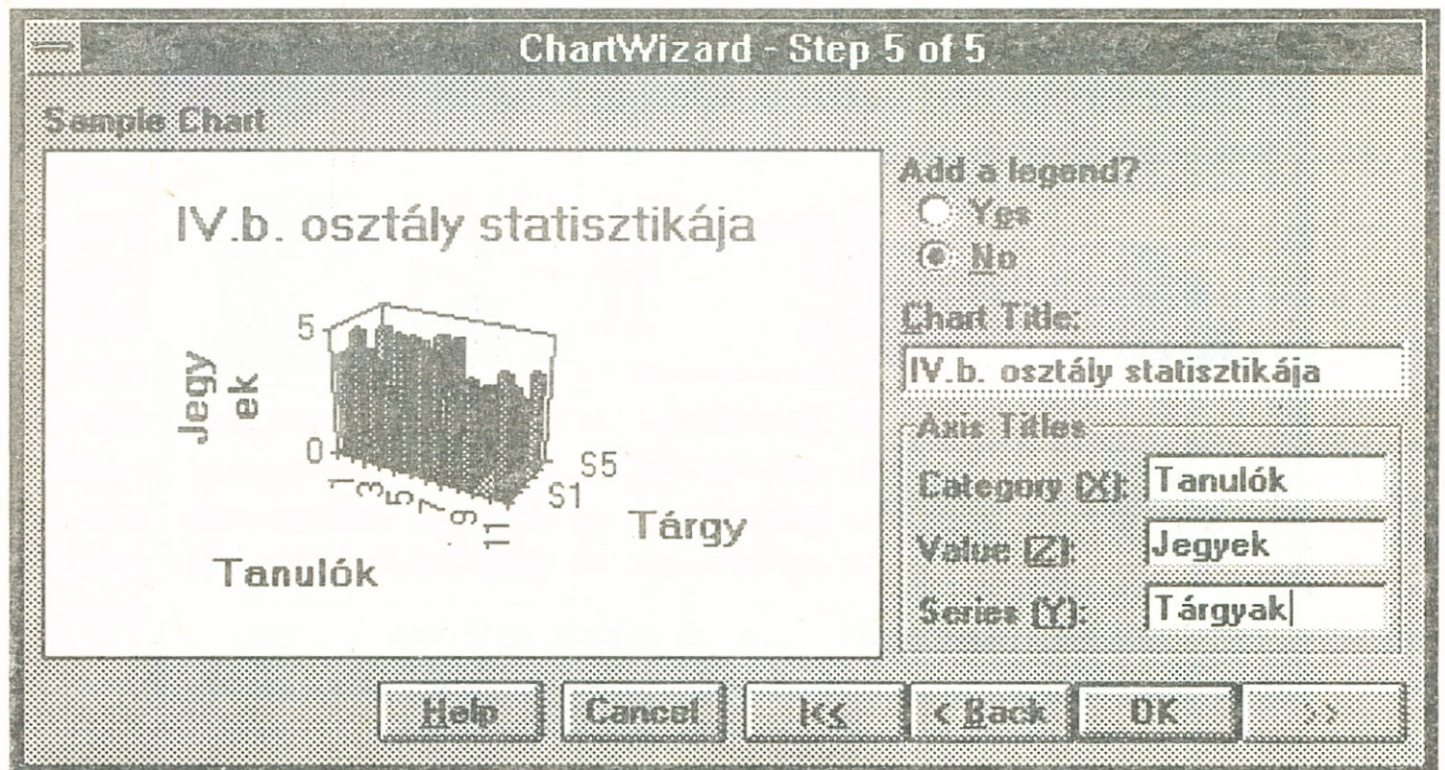 ChartWizard - Step 5 of 5
Sample Chart
IV.b. osztály statisztikája
5
0
Jegy
ek
1
3
5
7
9
11
S1
S5
Tanulók
Tárgy
Add a legend?
Yes
No
Chart Title:
IV.b. osztály statisztikája
Axis Titles
Category (X): Tanulók
Value (Z): Jegyek
Series (Y): Tárgyak
Help Cancel |<< < Back OK >>